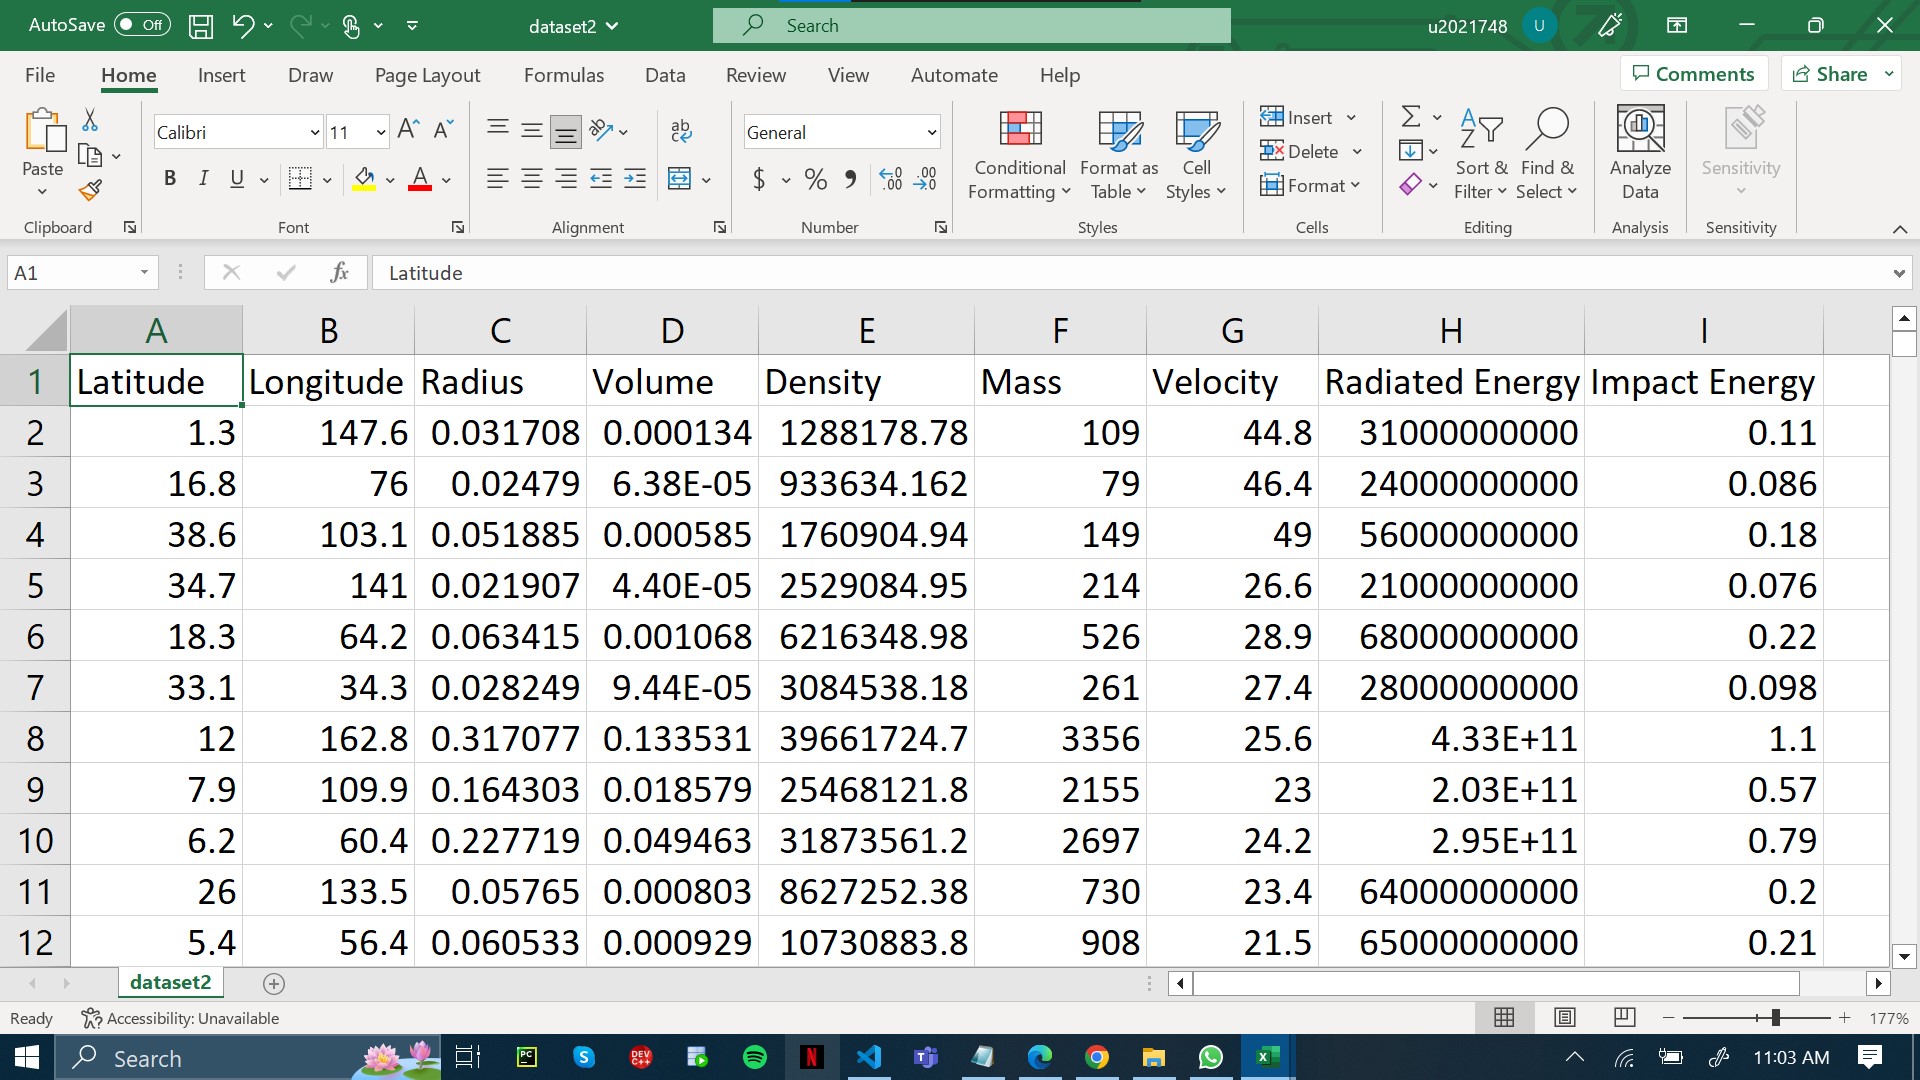 AutoSave Off dataset2 Search u2021748 U
File Home Insert Draw Page Layout Formulas Data Review View Automate Help Comments Share
Paste Calibri 11 General Conditional Formatting Format as Table Cell Styles Insert Delete Format Sort & Filter Find & Select Analyze Data Sensitivity
Clipboard Font Alignment Number Styles Cells Editing Analysis Sensitivity
A1 fx Latitude
A B C D E F G H I
1 Latitude Longitude Radius Volume Density Mass Velocity Radiated Energy Impact Energy
2 1.3 147.6 0.031708 0.000134 1288178.78 109 44.8 31000000000 0.11
3 16.8 76 0.02479 6.38E-05 933634.162 79 46.4 24000000000 0.086
4 38.6 103.1 0.051885 0.000585 1760904.94 149 49 56000000000 0.18
5 34.7 141 0.021907 4.40E-05 2529084.95 214 26.6 21000000000 0.076
6 18.3 64.2 0.063415 0.001068 6216348.98 526 28.9 68000000000 0.22
7 33.1 34.3 0.028249 9.44E-05 3084538.18 261 27.4 28000000000 0.098
8 12 162.8 0.317077 0.133531 39661724.7 3356 25.6 4.33E+11 1.1
9 7.9 109.9 0.164303 0.018579 25468121.8 2155 23 2.03E+11 0.57
10 6.2 60.4 0.227719 0.049463 31873561.2 2697 24.2 2.95E+11 0.79
11 26 133.5 0.05765 0.000803 8627252.38 730 23.4 64000000000 0.2
12 5.4 56.4 0.060533 0.000929 10730883.8 908 21.5 65000000000 0.21
dataset2
Ready Accessibility: Unavailable 177%
Search 11:03 AM